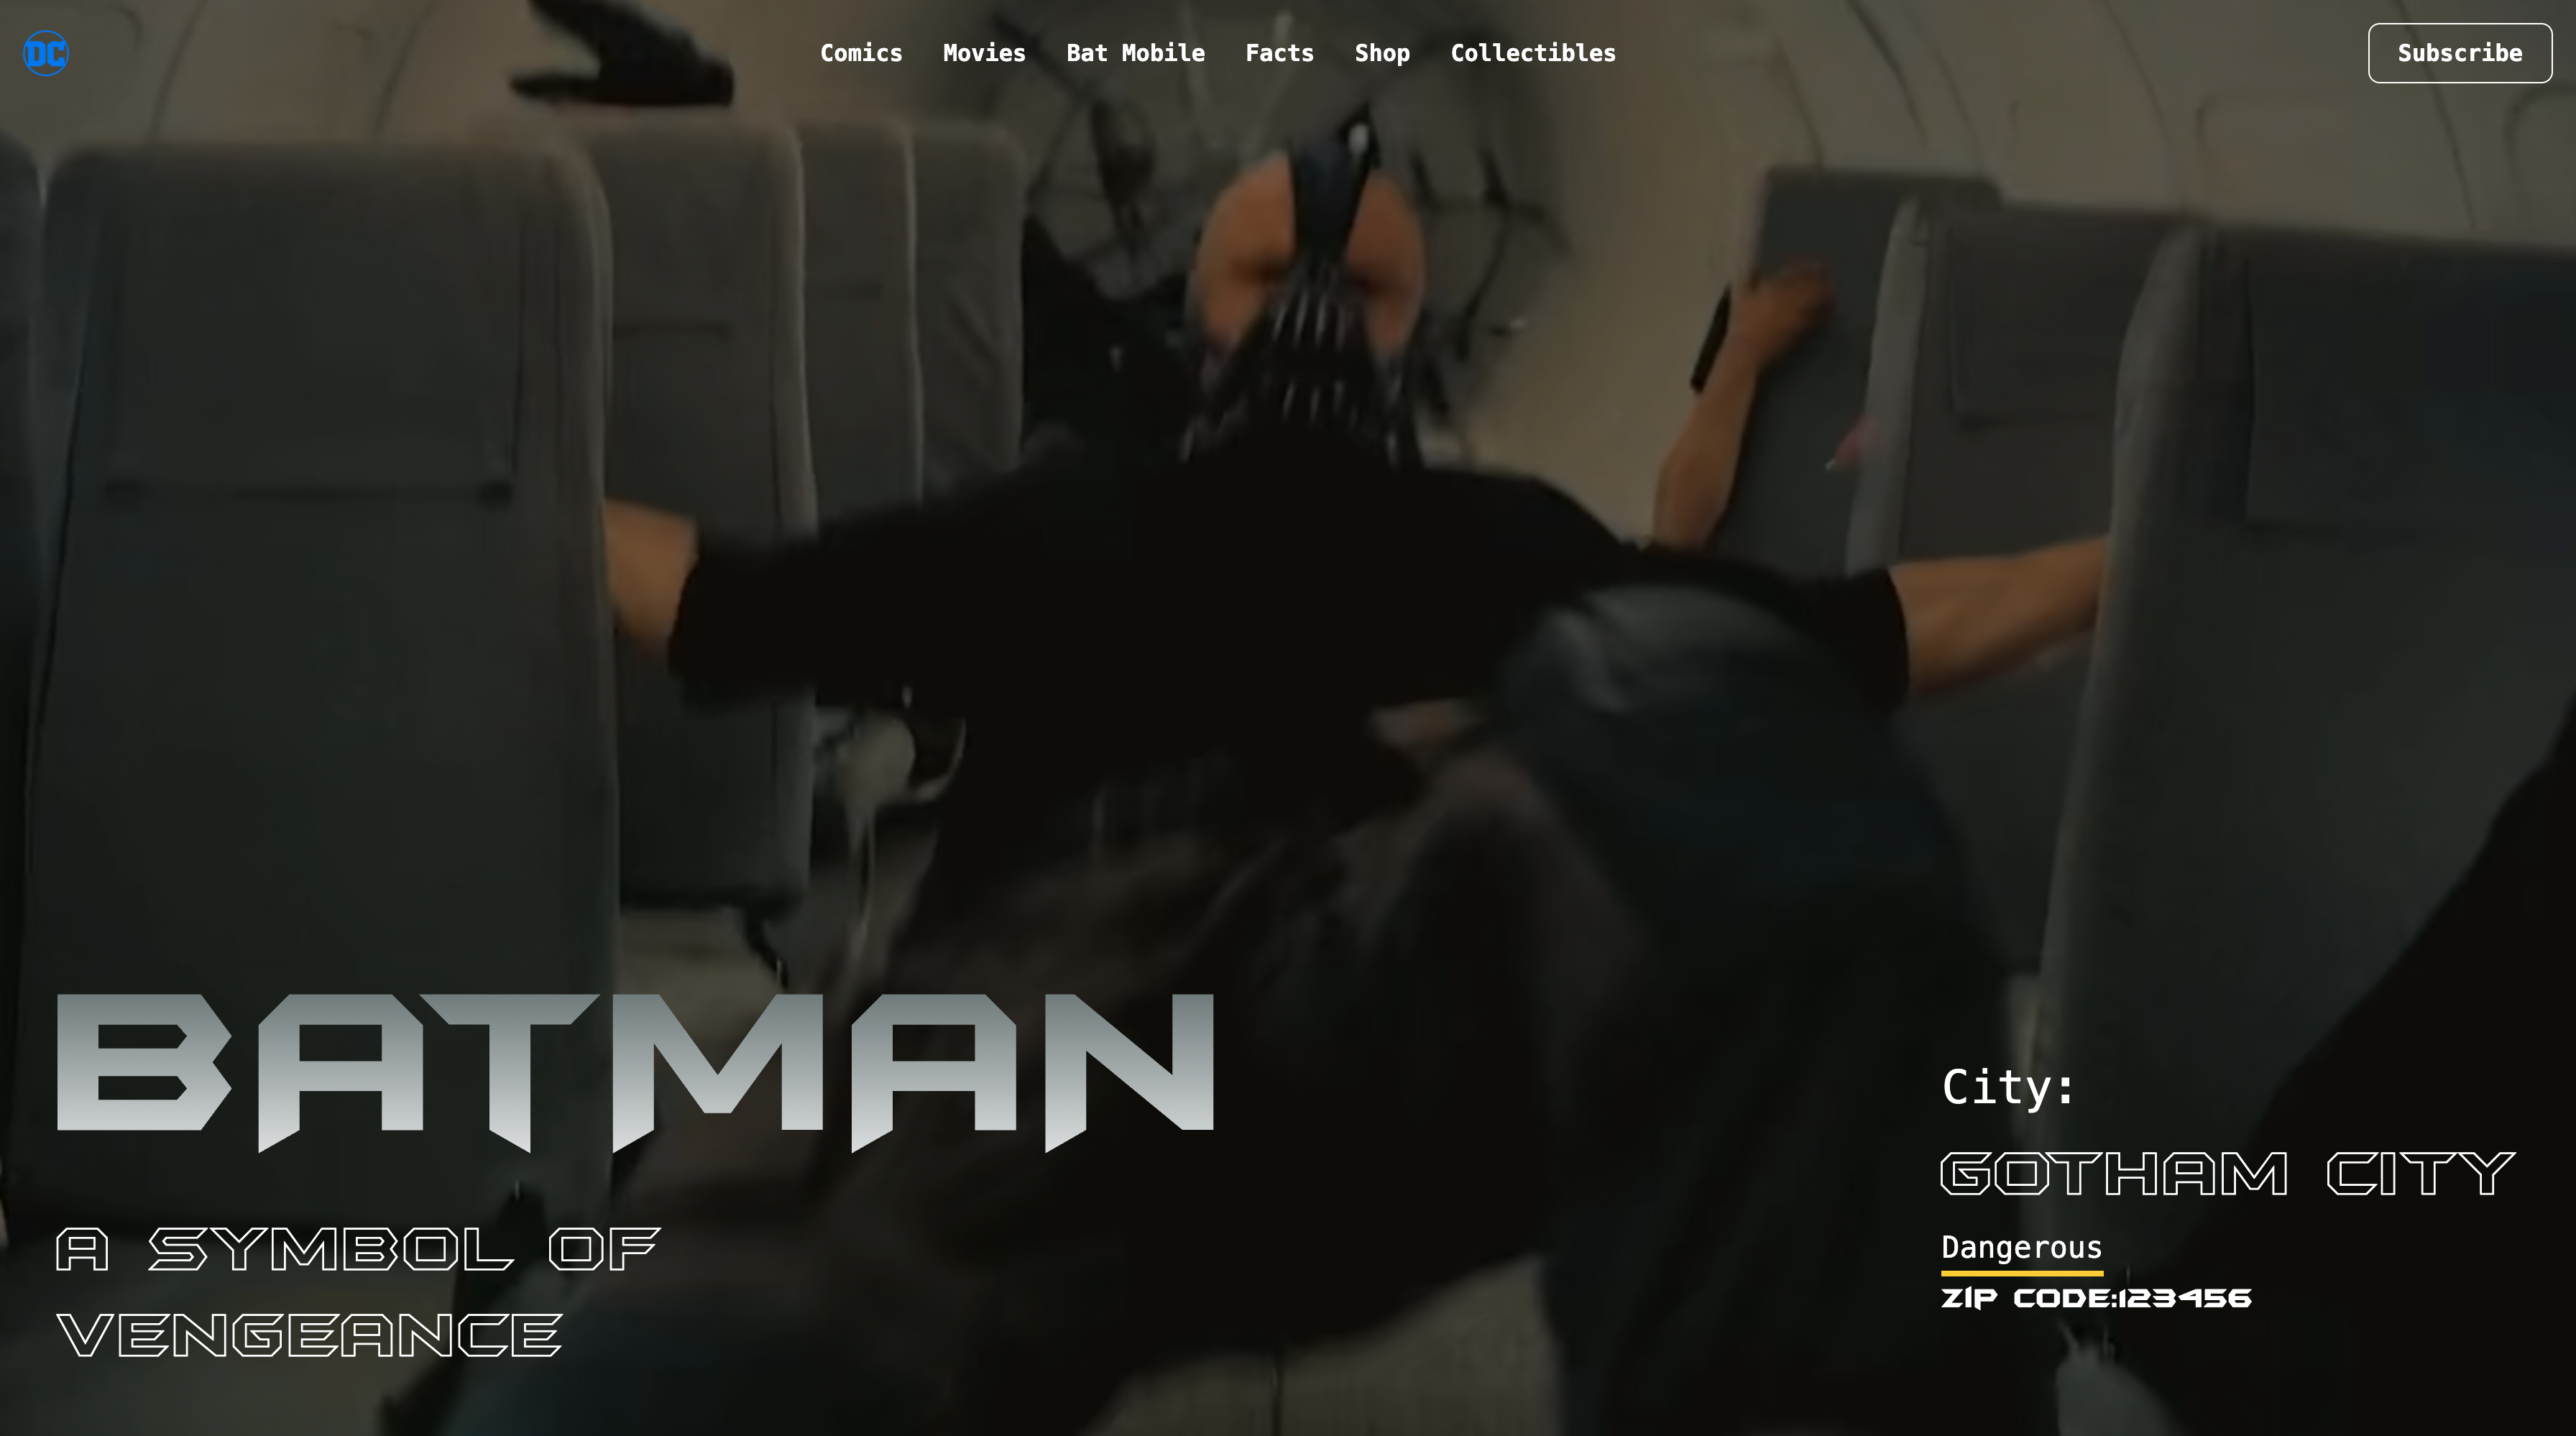 DC
Comics Movies Bat Mobile Facts Shop Collectibles
Subscribe
BATMAN
A SYMBOL OF
VENGEANCE
City:
GOTHAM CITY
Dangerous
ZIP CODE:123456